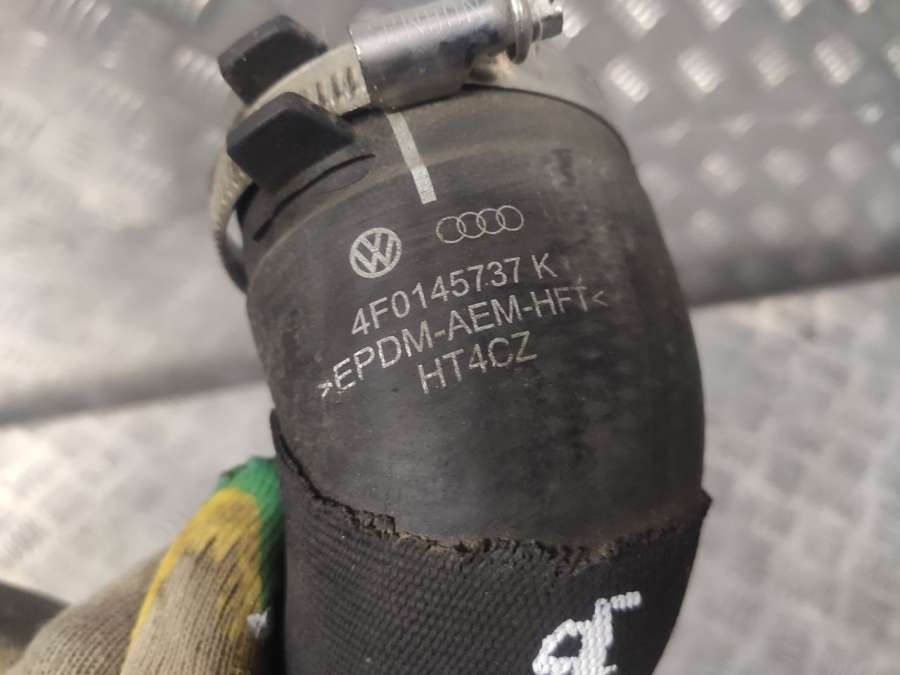 4F0145737 K
>EPDM-AEM-HFT<
HT4CZ